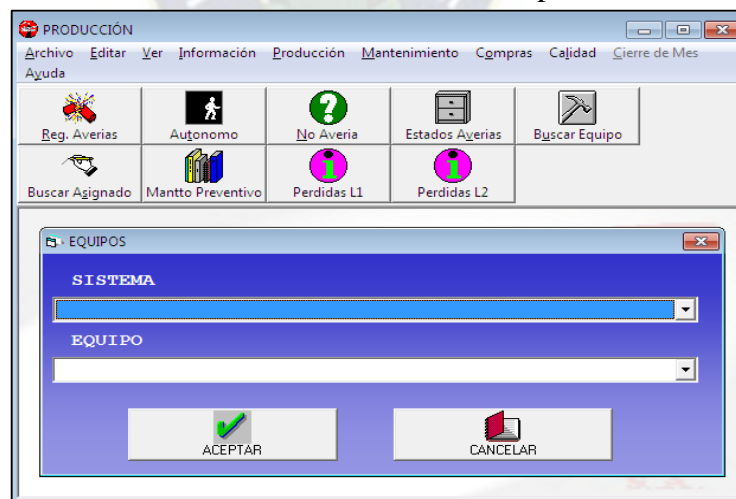 PRODUCCIÓN
Archivo Editar Ver Información Producción Mantenimiento Compras Calidad Cierre de Mes
Ayuda
Reg. Averias Autonomo No Averia Estados Averias Buscar Equipo
Buscar Asignado Mantto Preventivo Perdidas L1 Perdidas L2
EQUIPOS
SISTEMA
EQUIPO
ACEPTAR CANCELAR
S. A.